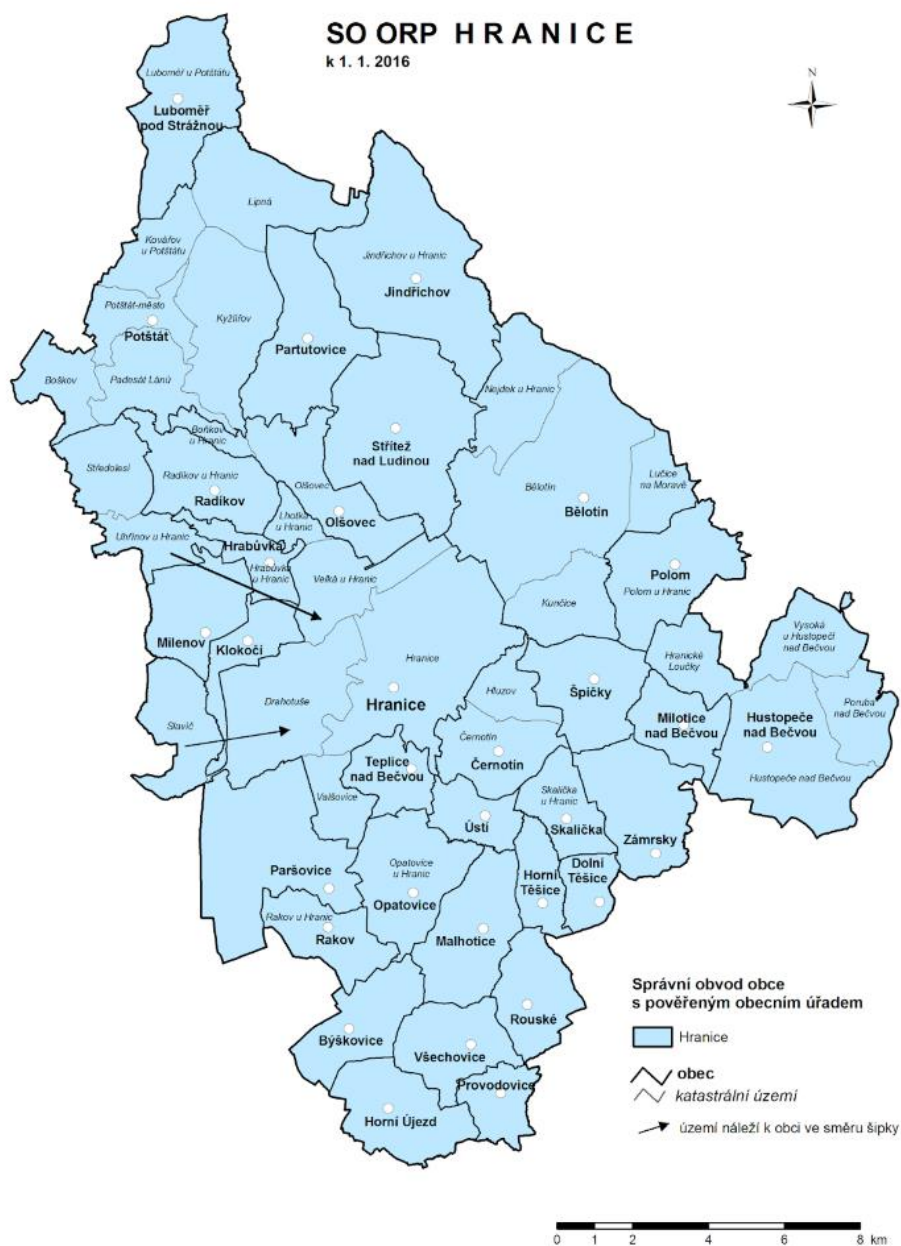 SO ORP HRANICE
k 1. 1. 2016
N
Luboměř u Potštátu
Luboměř
pod Strážnou
Lipná
Kovářov
u Potštátu
Jindřichov u Hranic
Jindřichov
Potštát-město
Potštát
Kyžlířov
Partutovice
Boškov
Padesát Lánů
Nejdek u Hranic
Boňkov
u Hranic
Střítež
nad Ludinou
Středolesí
Radíkov u Hranic
Radíkov
Olšovec
Lučice
na Moravě
Bělotín
Bělotín
Lhotka
u Hranic
Olšovec
Uhřínov u Hranic
Hrabůvka
Hrabůvka
u Hranic
Velká u Hranic
Polom
Polom u Hranic
Kunčice
Vysoká
u Hustopečí
nad Bečvou
Milenov
Klokočí
Hranice
Hranické
Loučky
Hluzov
Špičky
Drahotuše
Hranice
Slavíč
Milotice
nad Bečvou
Hustopeče
nad Bečvou
Poruba
nad Bečvou
Černotín
Černotín
Teplice
nad Bečvou
Hustopeče nad Bečvou
Valšovice
Skalička
u Hranic
Ústí
Skalička
Zámrsky
Paršovice
Opatovice
u Hranic
Opatovice
Horní
Těšice
Dolní
Těšice
Rakov u Hranic
Rakov
Malhotice
Rouské
Býškovice
Všechovice
Provodovice
Horní Újezd
Správní obvod obce
s pověřeným obecním úřadem
Hranice
obec
katastrální území
území náleží k obci ve směru šipky
0 1 2 4 6 8 km